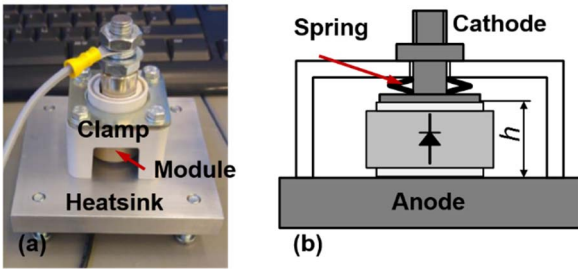 Clamp
Module
Heatsink
(a)
b)
Cathode
Spring
h
Anode
(b)